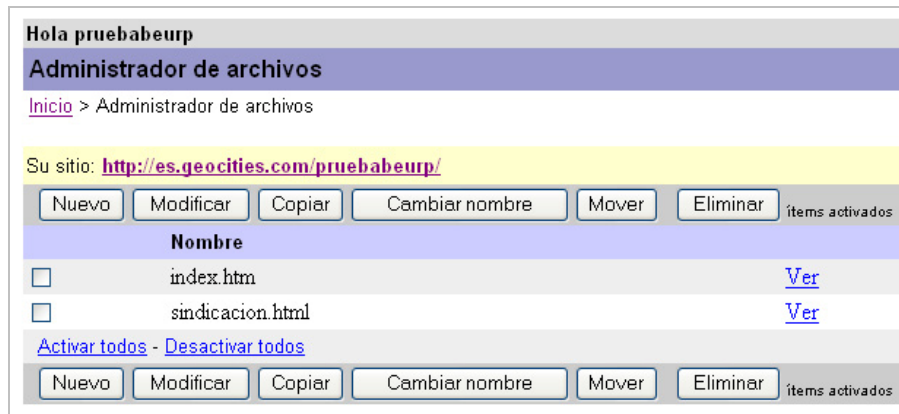 Hola pruebabeurp
Administrador de archivos
Inicio > Administrador de archivos
Su sitio: http://es.geocities.com/pruebabeurp/
Nuevo Modificar Copiar Cambiar nombre Mover Eliminar ítems activados
Nombre
index.htm Ver
sindicacion.html Ver
Activar todos - Desactivar todos
Nuevo Modificar Copiar Cambiar nombre Mover Eliminar ítems activados